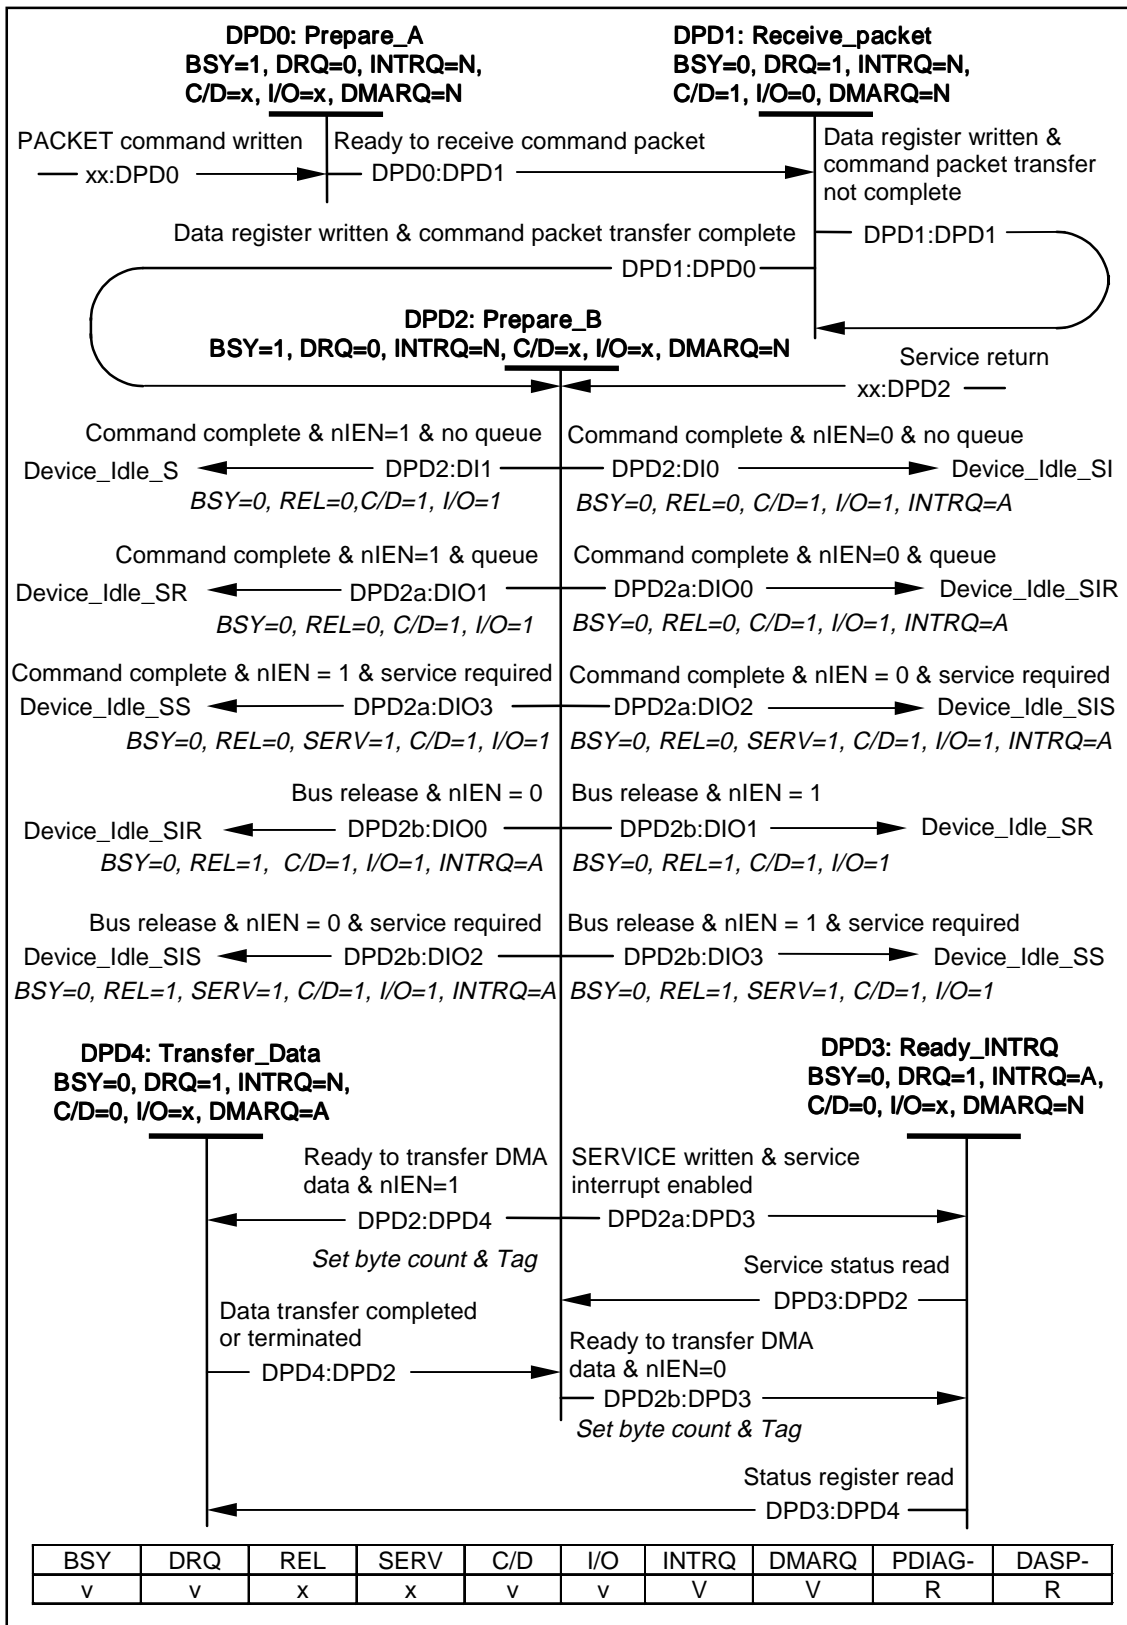 DPD0: Prepare_A
BSY=1, DRQ=0, INTRQ=N,
C/D=x, I/O=x, DMARQ=N
DPD1: Receive_packet
BSY=0, DRQ=1, INTRQ=N,
C/D=1, I/O=0, DMARQ=N
PACKET command written
xx:DPD0
Ready to receive command packet
DPD0:DPD1
Data register written &
command packet transfer
not complete
DPD1:DPD1
Data register written & command packet transfer complete
DPD1:DPD0
DPD2: Prepare_B
BSY=1, DRQ=0, INTRQ=N, C/D=x, I/O=x, DMARQ=N
Service return
xx:DPD2
Command complete & nIEN=1 & no queue
Device_Idle_S
DPD2:DI1
BSY=0, REL=0,C/D=1, I/O=1
Command complete & nIEN=0 & no queue
DPD2:DI0
Device_Idle_SI
BSY=0, REL=0, C/D=1, I/O=1, INTRQ=A
Command complete & nIEN=1 & queue
Device_Idle_SR
DPD2a:DIO1
BSY=0, REL=0, C/D=1, I/O=1
Command complete & nIEN=0 & queue
DPD2a:DIO0
Device_Idle_SIR
BSY=0, REL=0, C/D=1, I/O=1, INTRQ=A
Command complete & nIEN = 1 & service required
Device_Idle_SS
DPD2a:DIO3
BSY=0, REL=0, SERV=1, C/D=1, I/O=1
Command complete & nIEN = 0 & service required
DPD2a:DIO2
Device_Idle_SIS
BSY=0, REL=0, SERV=1, C/D=1, I/O=1, INTRQ=A
Bus release & nIEN = 0
Device_Idle_SIR
DPD2b:DIO0
BSY=0, REL=1, C/D=1, I/O=1, INTRQ=A
Bus release & nIEN = 1
DPD2b:DIO1
Device_Idle_SR
BSY=0, REL=1, C/D=1, I/O=1
Bus release & nIEN = 0 & service required
Device_Idle_SIS
DPD2b:DIO2
BSY=0, REL=1, SERV=1, C/D=1, I/O=1, INTRQ=A
Bus release & nIEN = 1 & service required
DPD2b:DIO3
Device_Idle_SS
BSY=0, REL=1, SERV=1, C/D=1, I/O=1
DPD4: Transfer_Data
BSY=0, DRQ=1, INTRQ=N,
C/D=0, I/O=x, DMARQ=A
DPD3: Ready_INTRQ
BSY=0, DRQ=1, INTRQ=A,
C/D=0, I/O=x, DMARQ=N
Ready to transfer DMA
data & nIEN=1
DPD2:DPD4
Set byte count & Tag
SERVICE written & service
interrupt enabled
DPD2a:DPD3
Service status read
DPD3:DPD2
Data transfer completed
or terminated
DPD4:DPD2
Ready to transfer DMA
data & nIEN=0
DPD2b:DPD3
Set byte count & Tag
Status register read
DPD3:DPD4
BSY DRQ REL SERV C/D I/O INTRQ DMARQ PDIAG- DASP-
v v x x v v V V R R